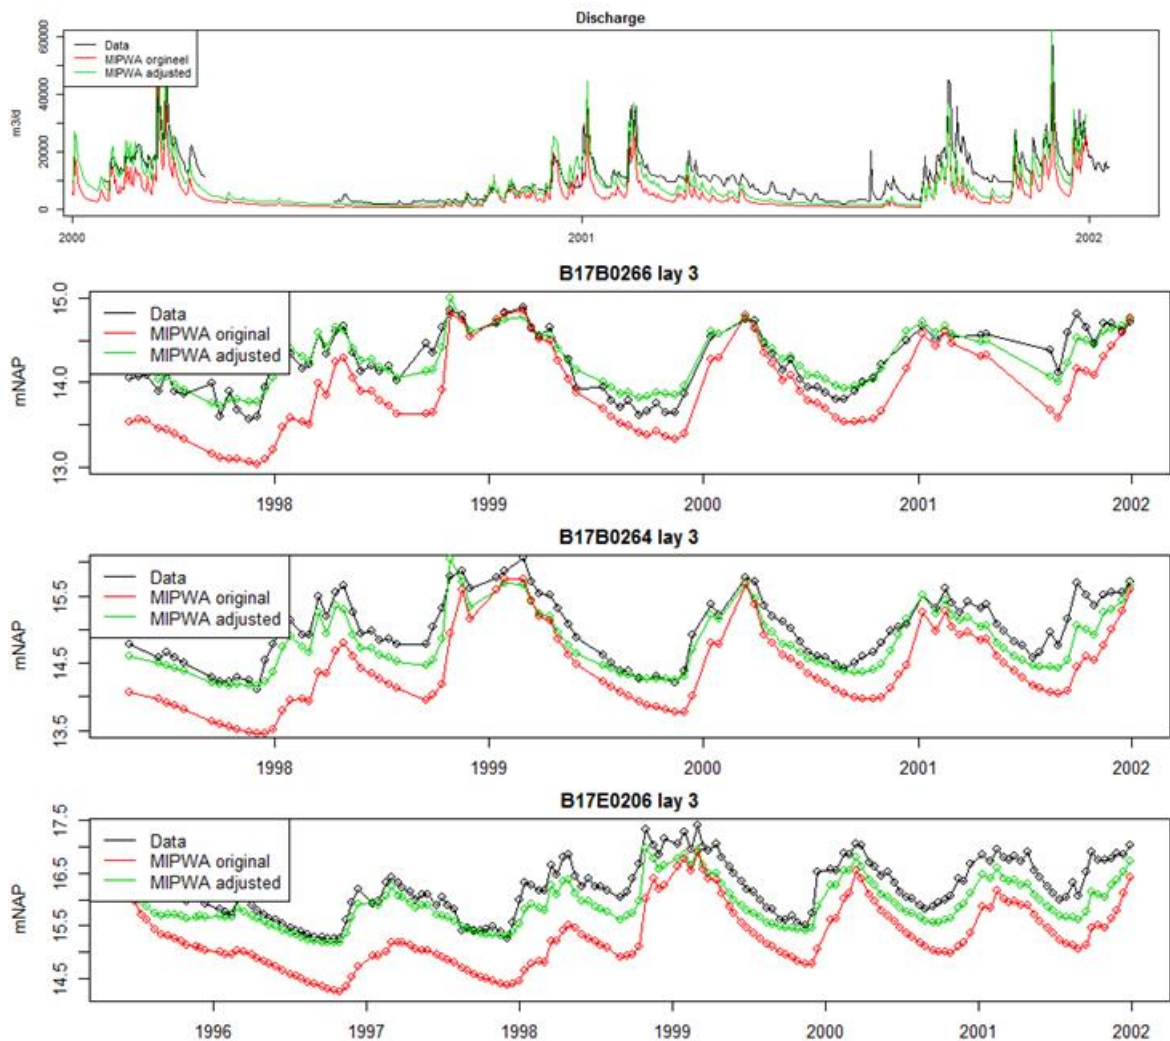 Discharge
Data
MIPWA orgineel
MIPWA adjusted
m3/d
60000
40000
20000
0
2000 2001 2002
B17B0266 lay 3
Data
MIPWA original
MIPWA adjusted
mNAP
15.0
14.0
13.0
1998 1999 2000 2001 2002
B17B0264 lay 3
Data
MIPWA original
MIPWA adjusted
mNAP
15.5
14.5
13.5
1998 1999 2000 2001 2002
B17E0206 lay 3
Data
MIPWA original
MIPWA adjusted
mNAP
17.5
16.5
15.5
14.5
1996 1997 1998 1999 2000 2001 2002